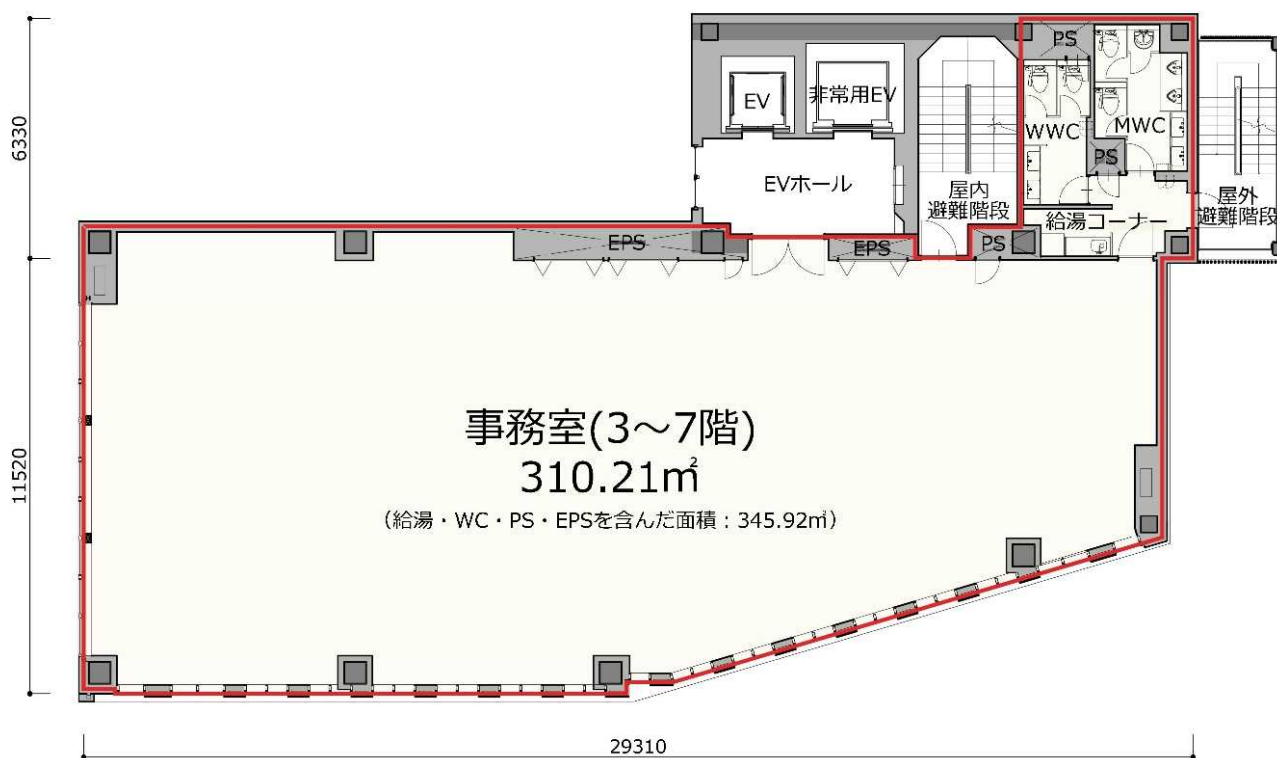 PS
EV
非常用EV
WWC
MWC
PS
6330
EVホール
屋内
避難階段
給湯コーナー
屋外
避難階段
EPS
EPS
PS
事務室(3～7階)
310.21㎡
(給湯・WC・PS・EPSを含んだ面積:345.92㎡)
11520
29310